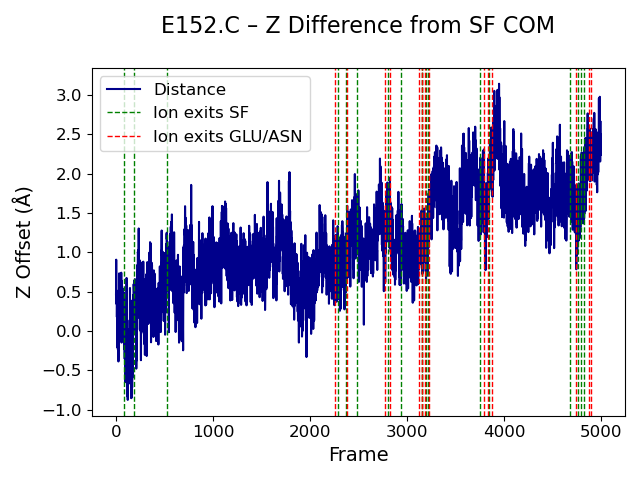 E152.C – Z Difference from SF COM
Distance
Ion exits SF
Ion exits GLU/ASN
Z Offset (Å)
3.0
2.5
2.0
1.5
1.0
0.5
0.0
−0.5
−1.0
0 1000 2000 3000 4000 5000
Frame